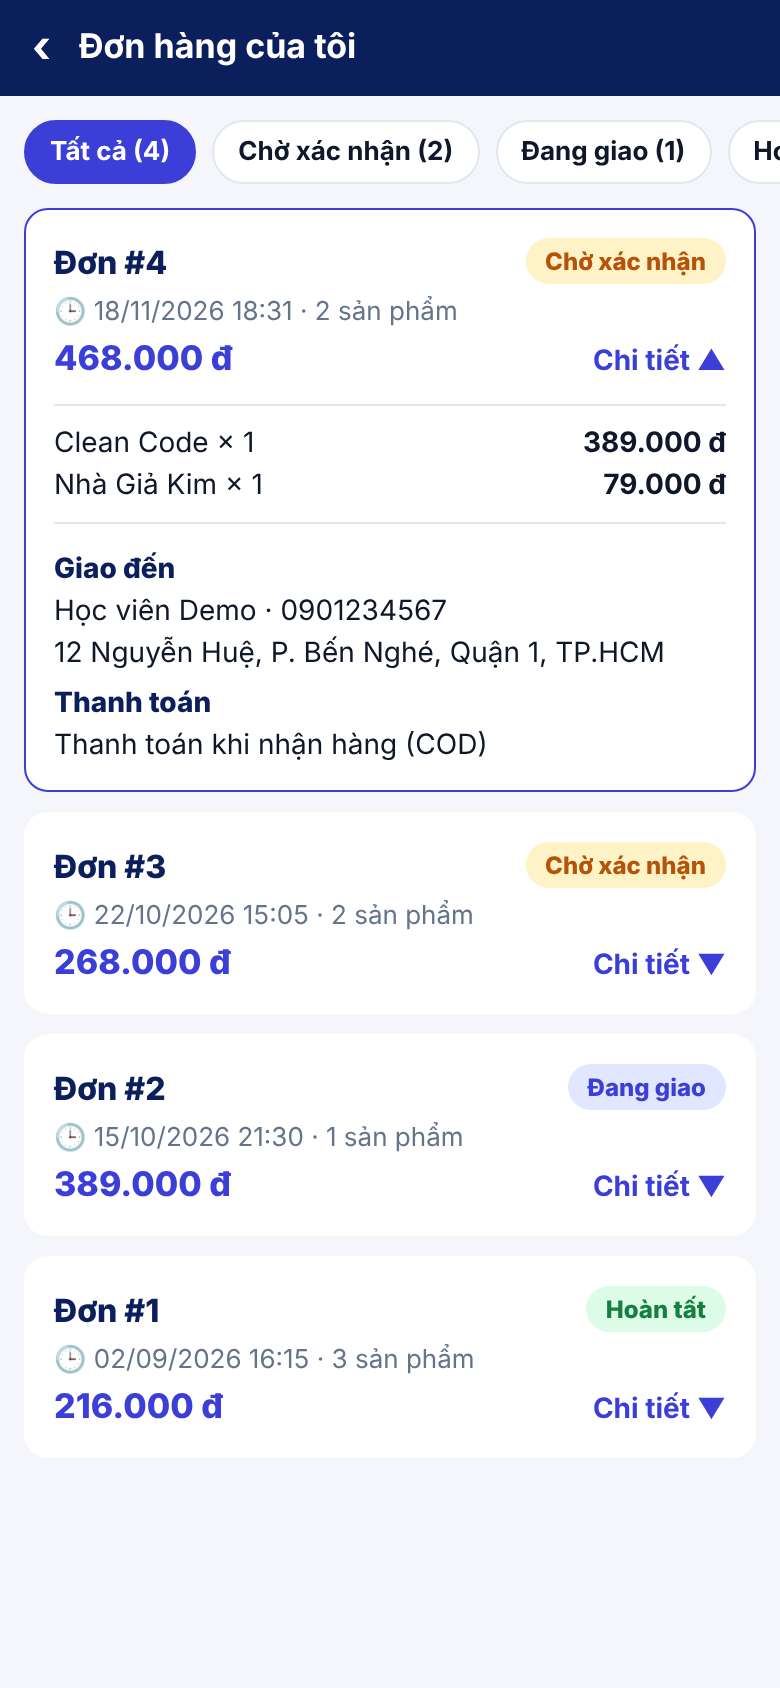 ‹ Đơn hàng của tôi
Tất cả (4) Chờ xác nhận (2) Đang giao (1)
Đơn #4 Chờ xác nhận
18/11/2026 18:31 · 2 sản phẩm
468.000 đ Chi tiết ▲
Clean Code × 1 389.000 đ
Nhà Giả Kim × 1 79.000 đ
Giao đến
Học viên Demo · 0901234567
12 Nguyễn Huệ, P. Bến Nghé, Quận 1, TP.HCM
Thanh toán
Thanh toán khi nhận hàng (COD)
Đơn #3 Chờ xác nhận
22/10/2026 15:05 · 2 sản phẩm
268.000 đ Chi tiết ▼
Đơn #2 Đang giao
15/10/2026 21:30 · 1 sản phẩm
389.000 đ Chi tiết ▼
Đơn #1 Hoàn tất
02/09/2026 16:15 · 3 sản phẩm
216.000 đ Chi tiết ▼